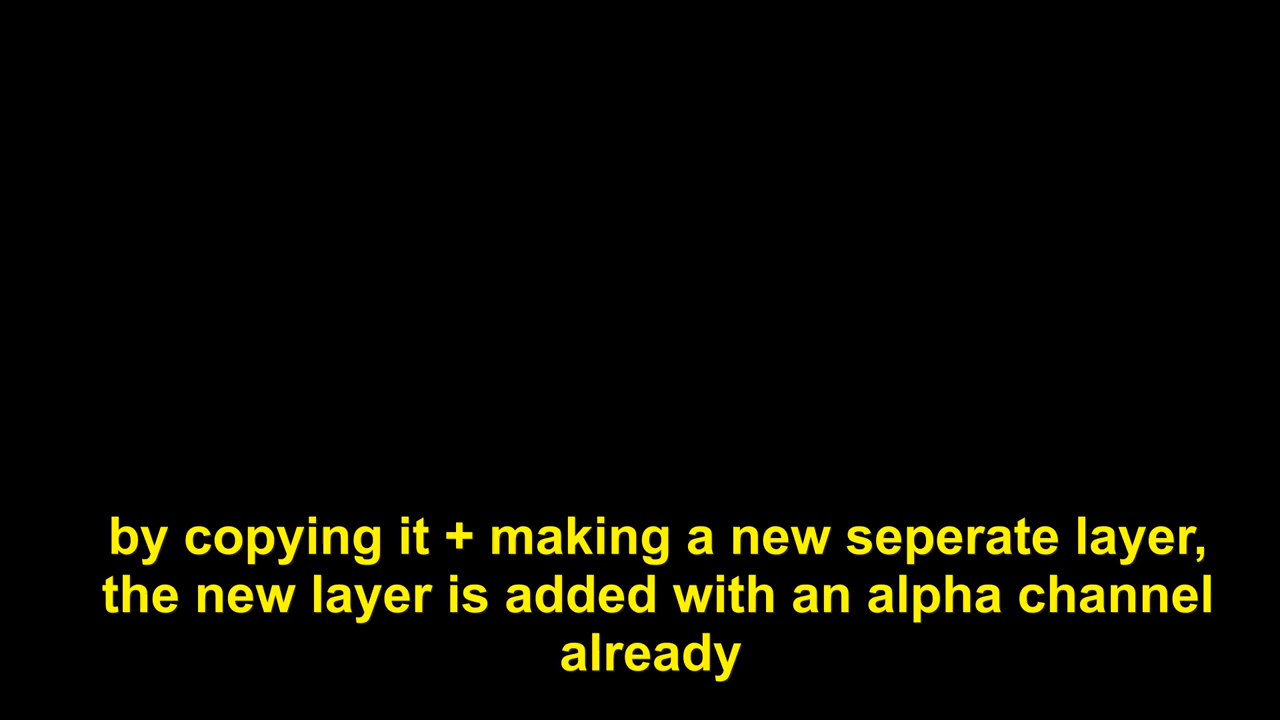 by copying it + making a new seperate layer,
the new layer is added with an alpha channel
already